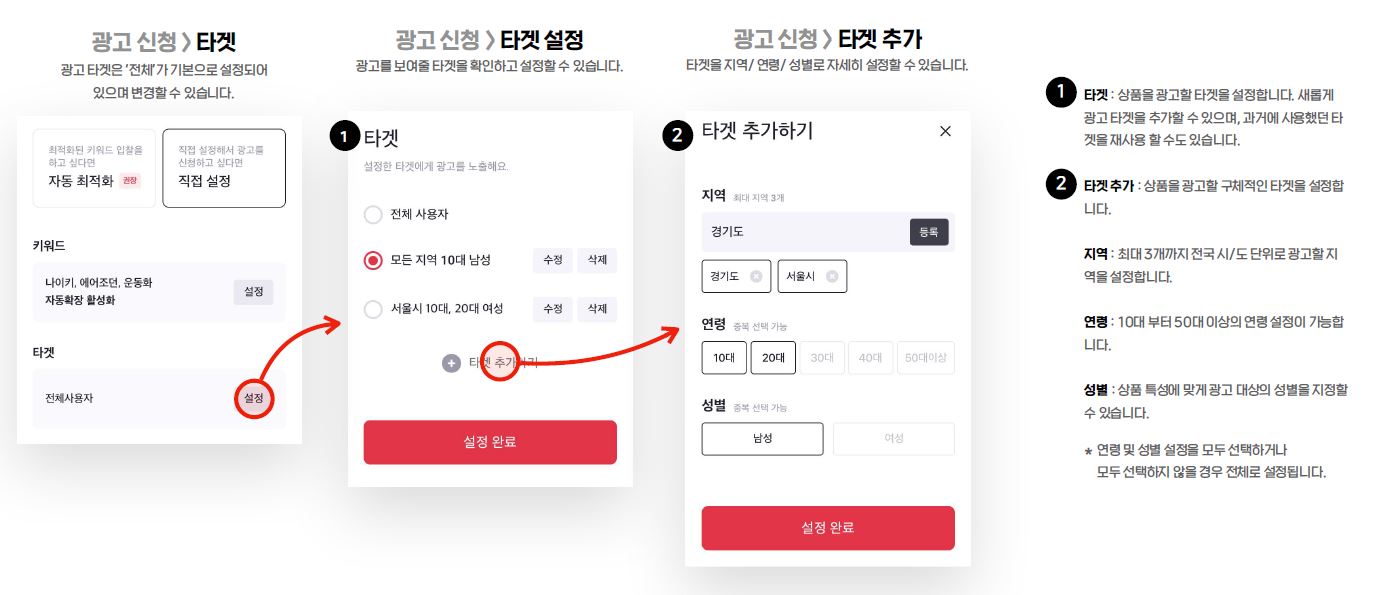 광고 신청 > 타겟
광고 타겟은 '전체'가 기본으로 설정되어
있으며 변경할 수 있습니다.
최적화된 키워드 입찰을
하고 싶다면
자동 최적화 권장
직접 설정해서 광고를
신청하고 싶다면
직접 설정
키워드
나이키, 에어조던, 운동화
자동확장 활성화
설정
타겟
전체사용자
설정
광고 신청 > 타겟 설정
광고를 보여줄 타겟을 확인하고 설정할 수 있습니다.
1 타겟
설정한 타겟에게 광고를 노출해요.
전체 사용자
모든 지역 10대 남성 수정 삭제
서울시 10대, 20대 여성 수정 삭제
+ 타겟 추가하기
설정 완료
광고 신청 > 타겟 추가
타겟을 지역/ 연령/ 성별로 자세히 설정할 수 있습니다.
2 타겟 추가하기
지역 최대 지역 3개
경기도 등록
경기도 서울시
연령 중복 선택 가능
10대 20대 30대 40대 50대이상
성별 중복 선택 가능
남성 여성
설정 완료
1 타겟 : 상품을 광고할 타겟을 설정합니다. 새롭게
광고 타겟을 추가할 수 있으며, 과거에 사용했던 타
겟을 재사용 할 수도 있습니다.
2 타겟 추가 : 상품을 광고할 구체적인 타겟을 설정합
니다.
지역 : 최대 3개까지 전국 시/도 단위로 광고할 지
역을 설정합니다.
연령 : 10대 부터 50대 이상의 연령 설정이 가능합
니다.
성별 : 상품 특성에 맞게 광고 대상의 성별을 지정할
수 있습니다.
* 연령 및 성별 설정을 모두 선택하거나
모두 선택하지 않을 경우 전체로 설정됩니다.